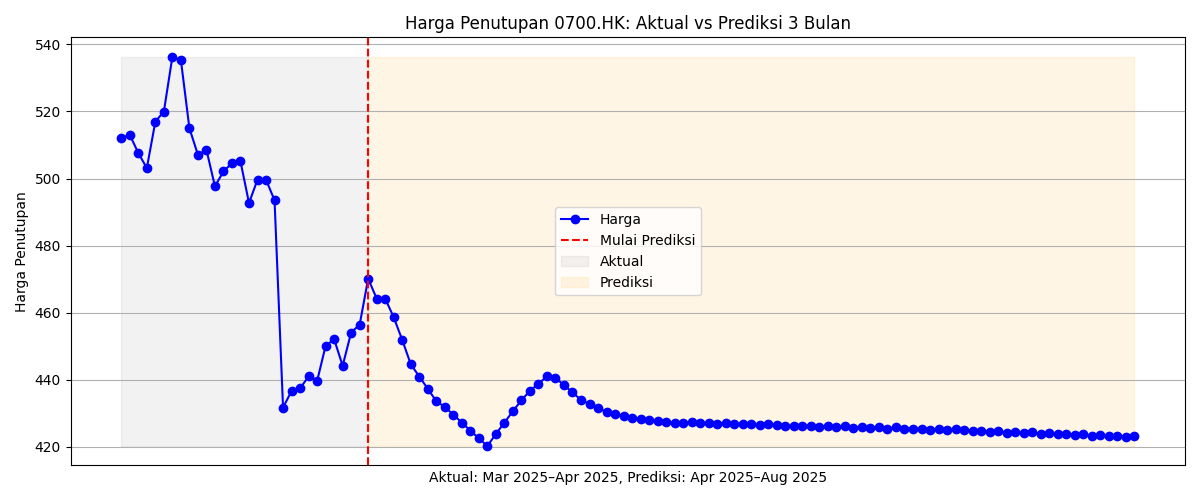 Harga Penutupan 0700.HK: Aktual vs Prediksi 3 Bulan
Harga Penutupan
540
520
500
480
460
440
420
Harga
Mulai Prediksi
Aktual
Prediksi
Aktual: Mar 2025–Apr 2025, Prediksi: Apr 2025–Aug 2025